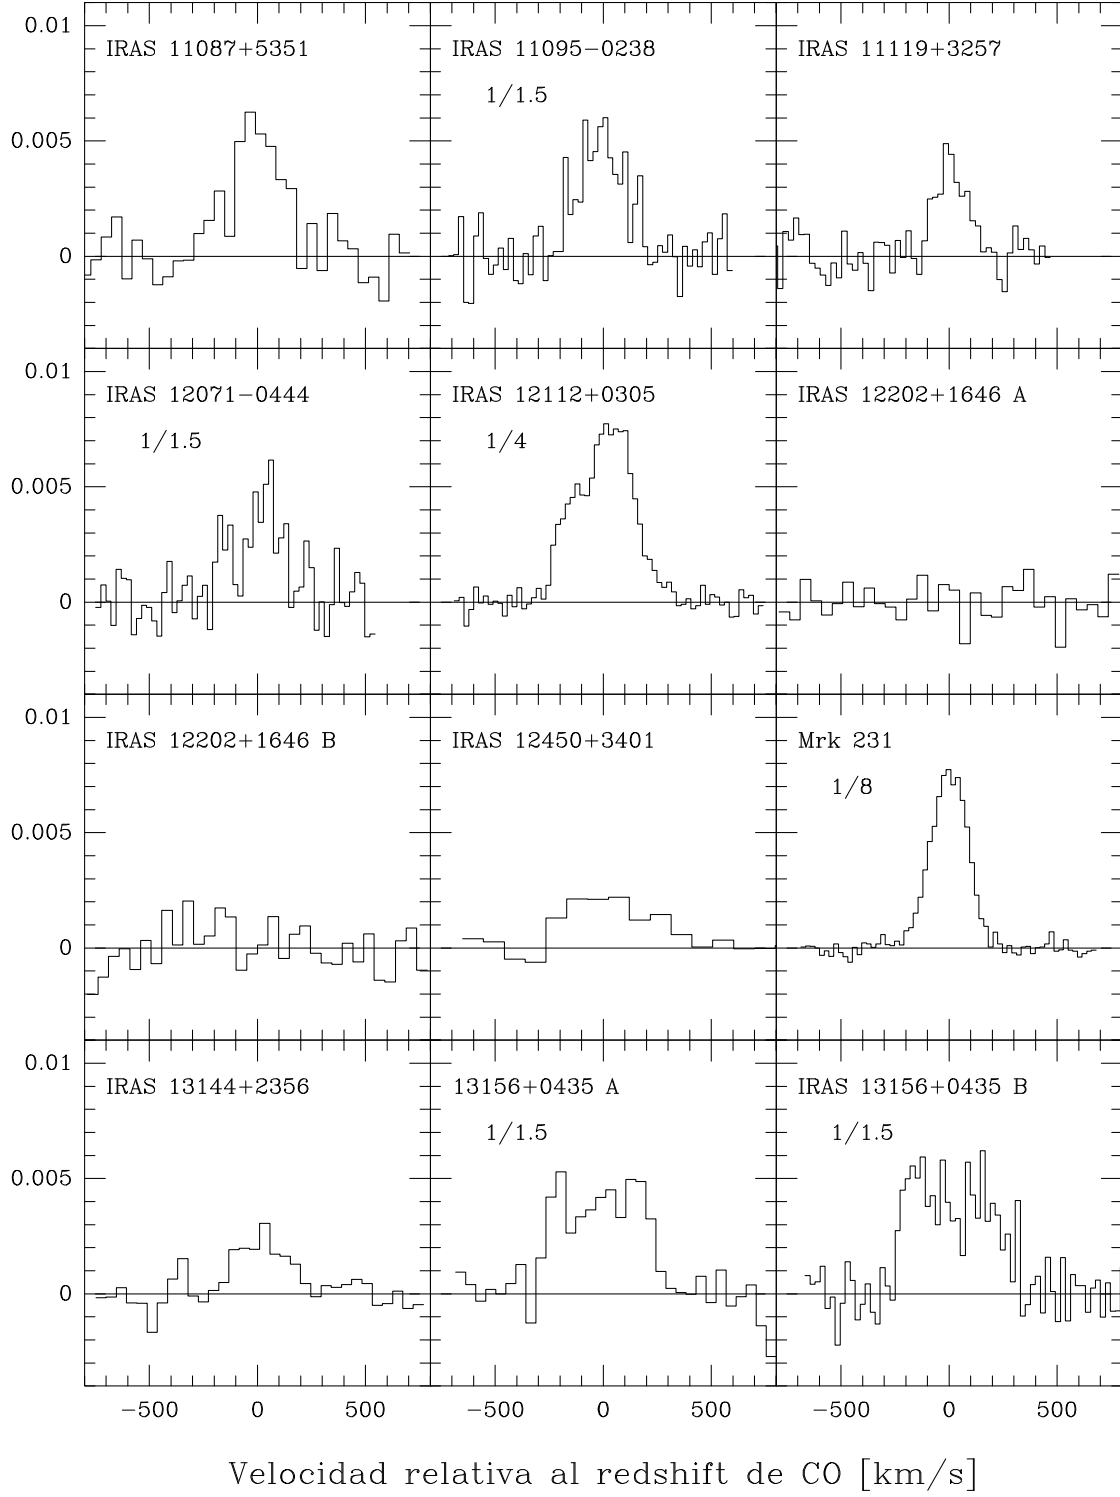 0.01
IRAS 11087+5351
IRAS 11095−0238
IRAS 11119+3257
1/1.5
0.005
0
0.01
IRAS 12071−0444
IRAS 12112+0305
IRAS 12202+1646 A
1/1.5
1/4
0.005
0
0.01
IRAS 12202+1646 B
IRAS 12450+3401
Mrk 231
1/8
0.005
0
0.01
IRAS 13144+2356
13156+0435 A
IRAS 13156+0435 B
1/1.5
1/1.5
0.005
0
−500 0 500 −500 0 500 −500 0 500
Velocidad relativa al redshift de CO [km/s]